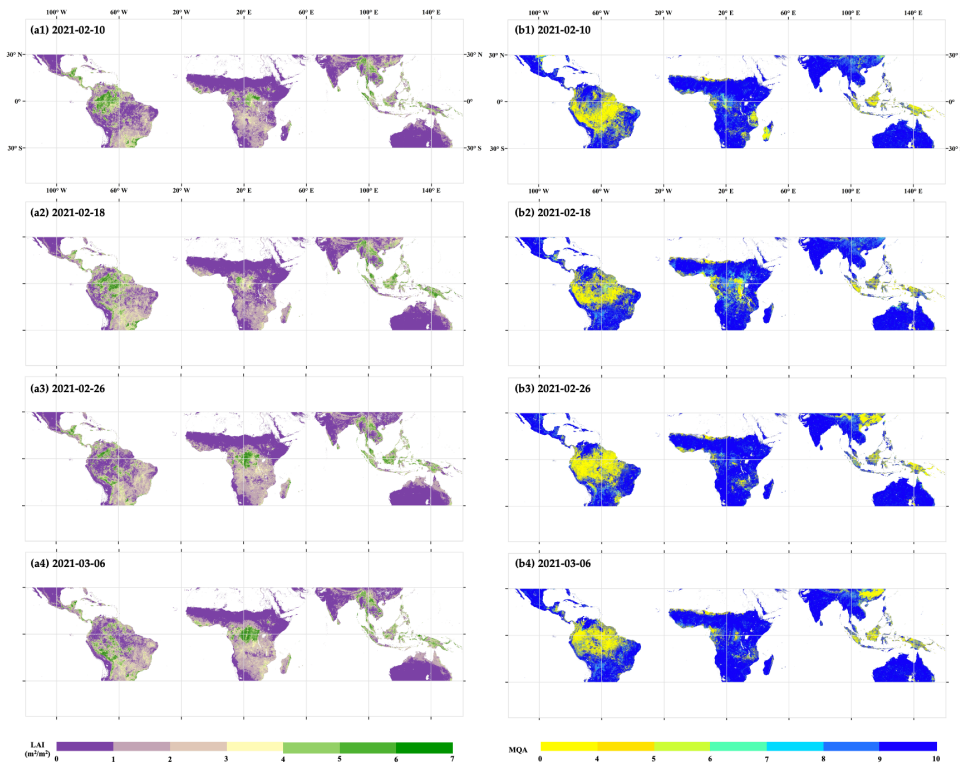 100° W 60° W 20° W 20° E 60° E 100° E 140° E
100° W 60° W 20° W 20° E 60° E 100° E 140° E
(a1) 2021-02-10
(b1) 2021-02-10
30° N 30° N
0° 0°
30° S 30° S
100° W 60° W 20° W 20° E 60° E 100° E 140° E
100° W 60° W 20° W 20° E 60° E 100° E 140° E
(a2) 2021-02-18
(b2) 2021-02-18
(a3) 2021-02-26
(b3) 2021-02-26
(a4) 2021-03-06
(b4) 2021-03-06
LAI
(m²/m²)
0 1 2 3 4 5 6 7
MQA
0 4 5 6 7 8 9 10